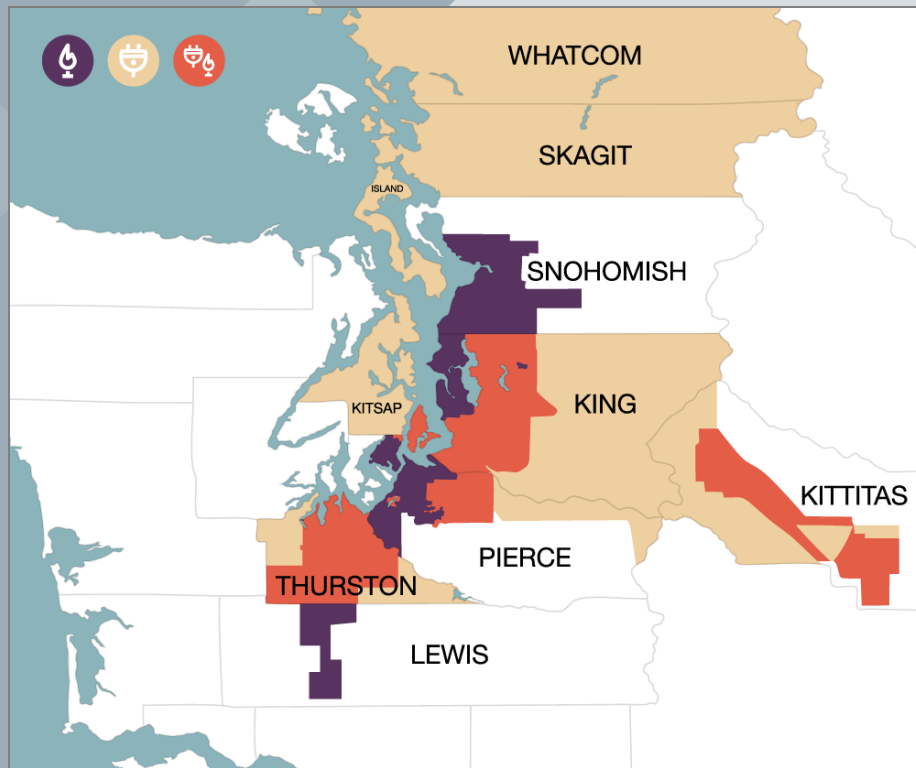 WHATCOM
SKAGIT
ISLAND
SNOHOMISH
KITSAP
KING
KITTITAS
PIERCE
THURSTON
LEWIS